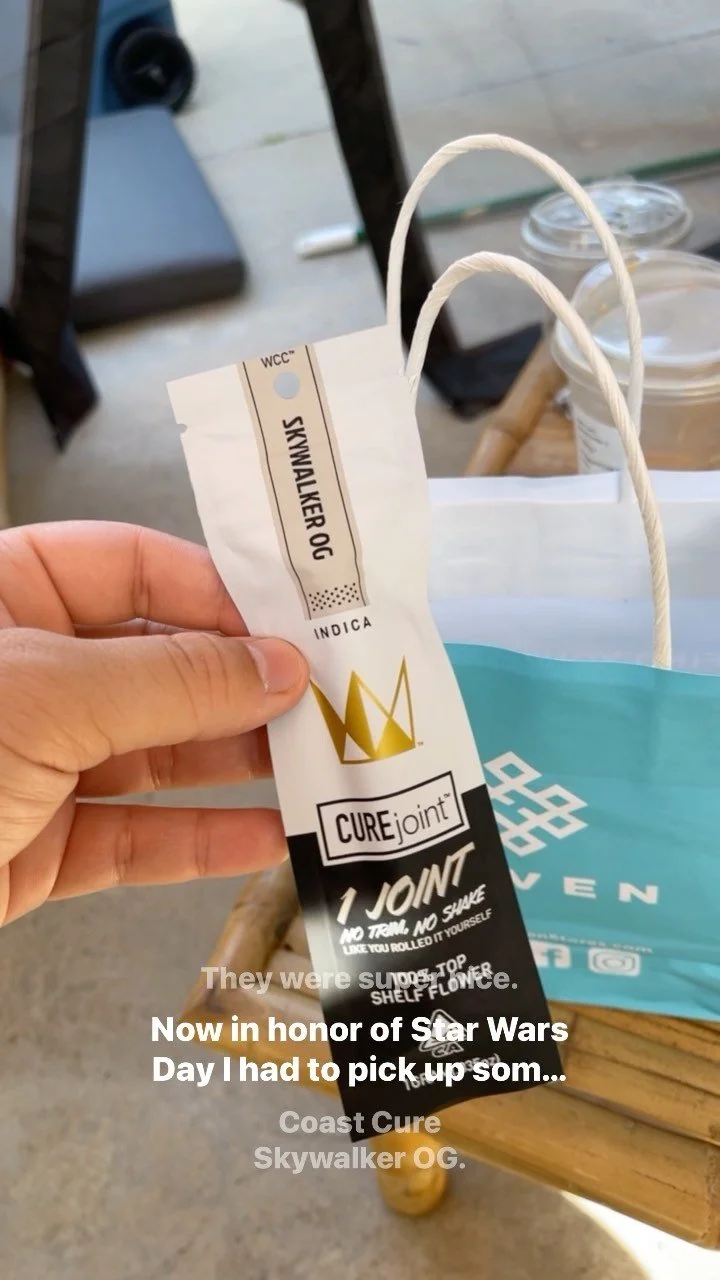 WCC™
SKYWALKER OG
INDICA
CUREjoint™
1 JOINT
NO TRIM, NO SHAKE
LIKE YOU ROLLED IT YOURSELF
100% TOP
SHELF FLOWER
VEN
They were super nice.
Now in honor of Star Wars
Day I had to pick up som...
Coast Cure
Skywalker OG.